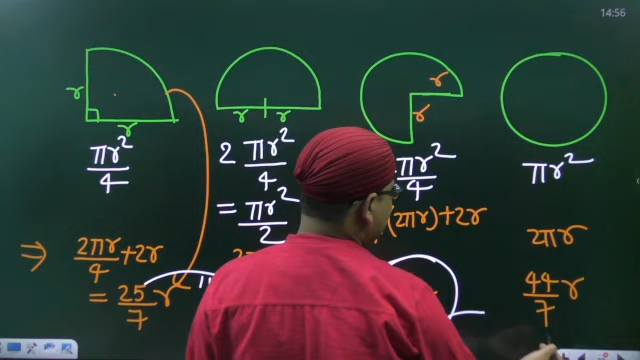 14:56
r
r
r r
r
r
πr²/4
2 πr²/4
= πr²/2
πr²/4
πr²
(2πr)+2r
2πr
⇒ 2πr/4 + 2r
= 25/7 r
44/7 r